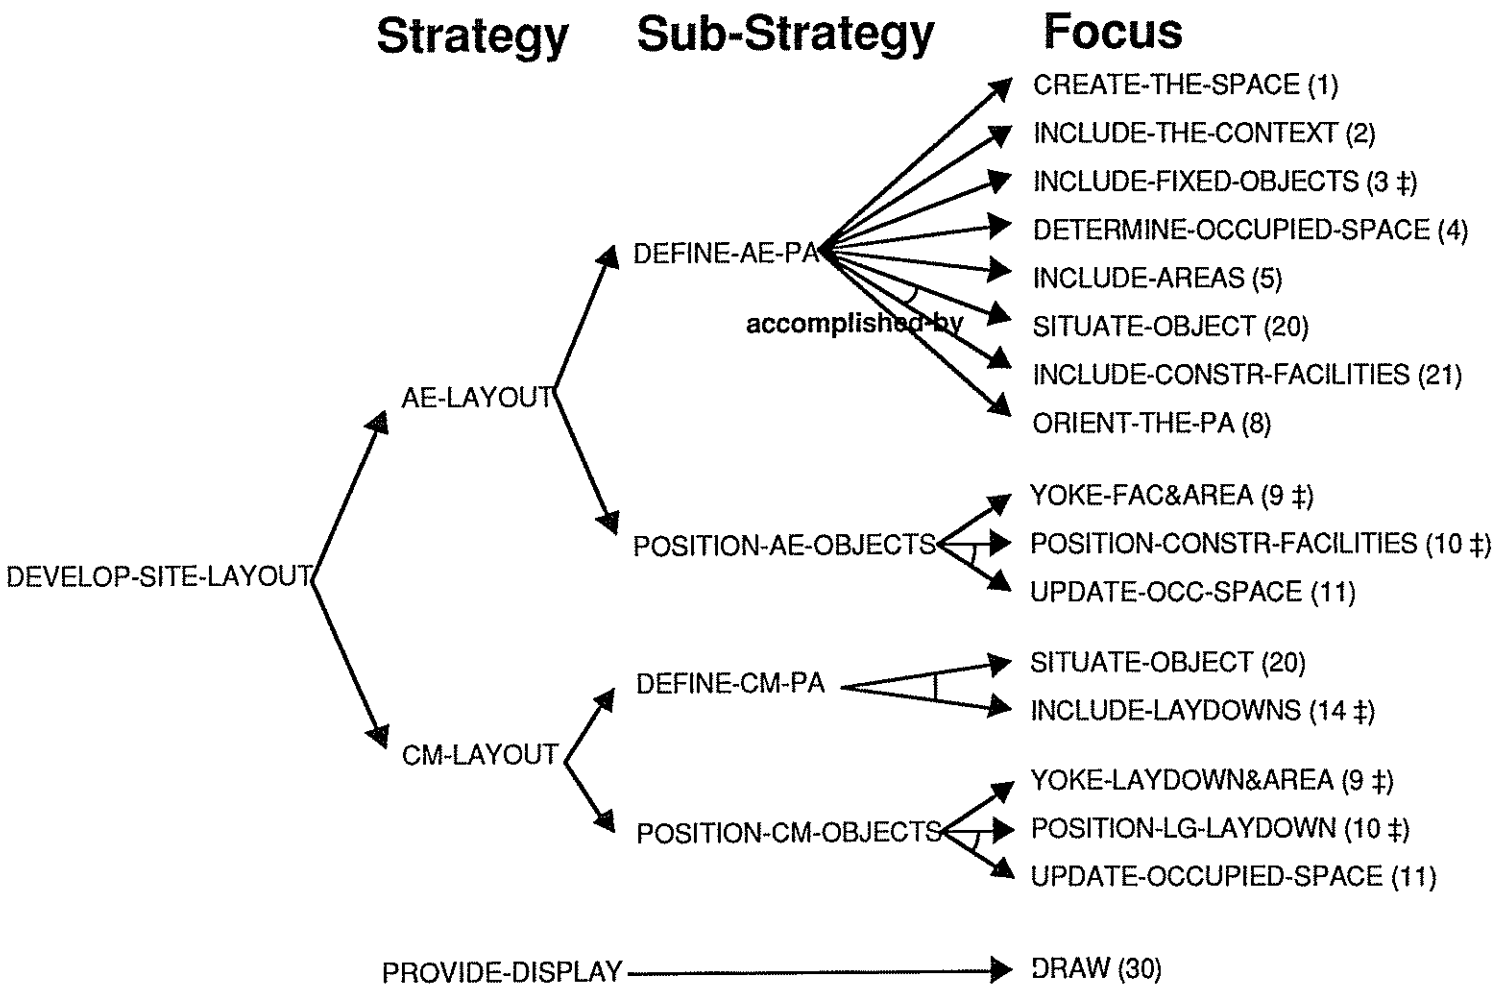 Strategy Sub-Strategy Focus
CREATE-THE-SPACE (1)
INCLUDE-THE-CONTEXT (2)
INCLUDE-FIXED-OBJECTS (3 ‡)
DETERMINE-OCCUPIED-SPACE (4)
DEFINE-AE-PA
INCLUDE-AREAS (5)
accomplished-by
SITUATE-OBJECT (20)
INCLUDE-CONSTR-FACILITIES (21)
AE-LAYOUT
ORIENT-THE-PA (8)
YOKE-FAC&AREA (9 ‡)
POSITION-AE-OBJECTS
POSITION-CONSTR-FACILITIES (10 ‡)
DEVELOP-SITE-LAYOUT
UPDATE-OCC-SPACE (11)
SITUATE-OBJECT (20)
DEFINE-CM-PA
INCLUDE-LAYDOWNS (14 ‡)
CM-LAYOUT
YOKE-LAYDOWN&AREA (9 ‡)
POSITION-CM-OBJECTS
POSITION-LG-LAYDOWN (10 ‡)
UPDATE-OCCUPIED-SPACE (11)
PROVIDE-DISPLAY
DRAW (30)